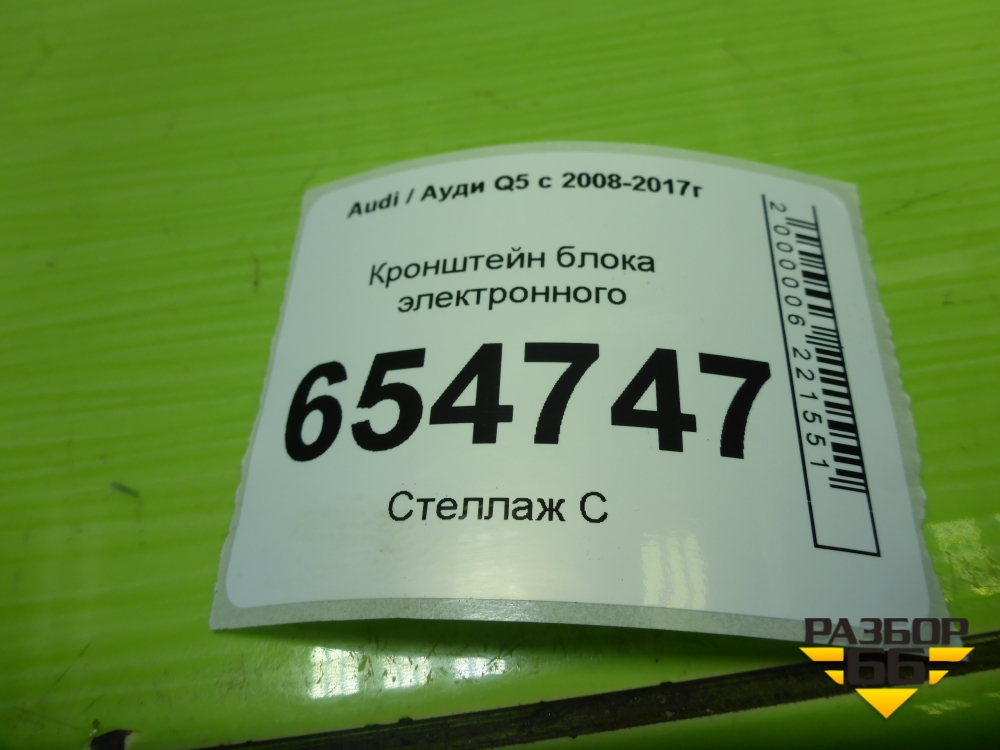 Audi / Ауди Q5 с 2008-2017г
Кронштейн блока
электронного
654747
Стеллаж С
2000006221551
РАЗБОР
66